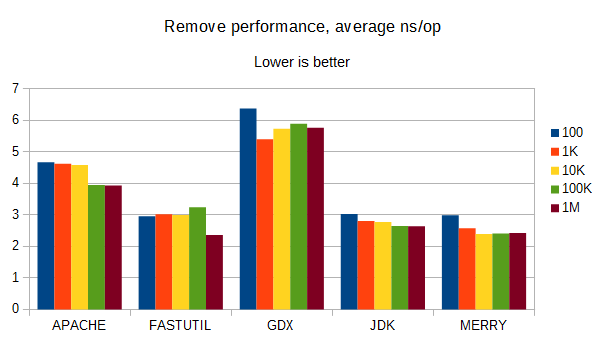 Remove performance, average ns/op
Lower is better
7
6
5
4
3
2
1
0
APACHE FASTUTIL GDX JDK MERRY
100
1K
10K
100K
1M